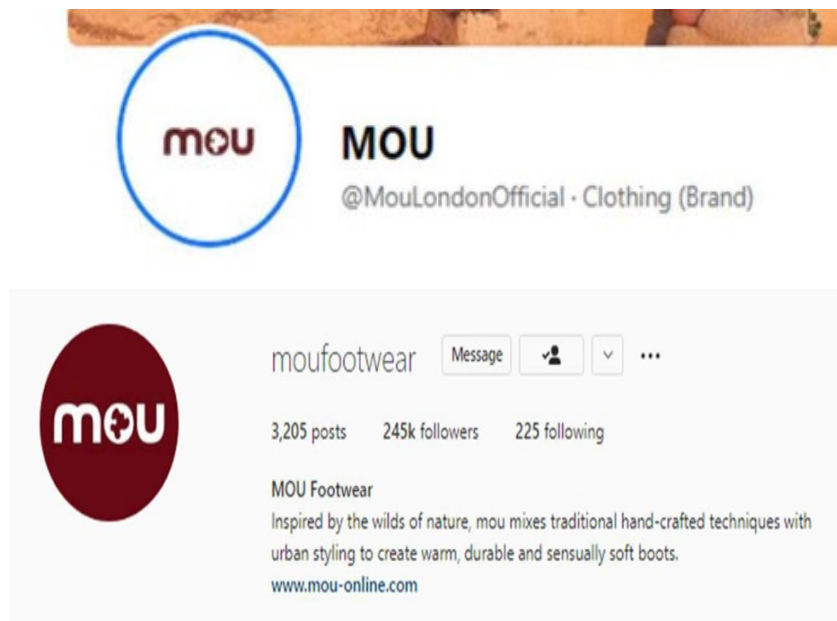 mou
MOU
@MouLondonOfficial · Clothing (Brand)
moufootwear Message
mou
3,205 posts 245k followers 225 following
MOU Footwear
Inspired by the wilds of nature, mou mixes traditional hand-crafted techniques with
urban styling to create warm, durable and sensually soft boots.
www.mou-online.com